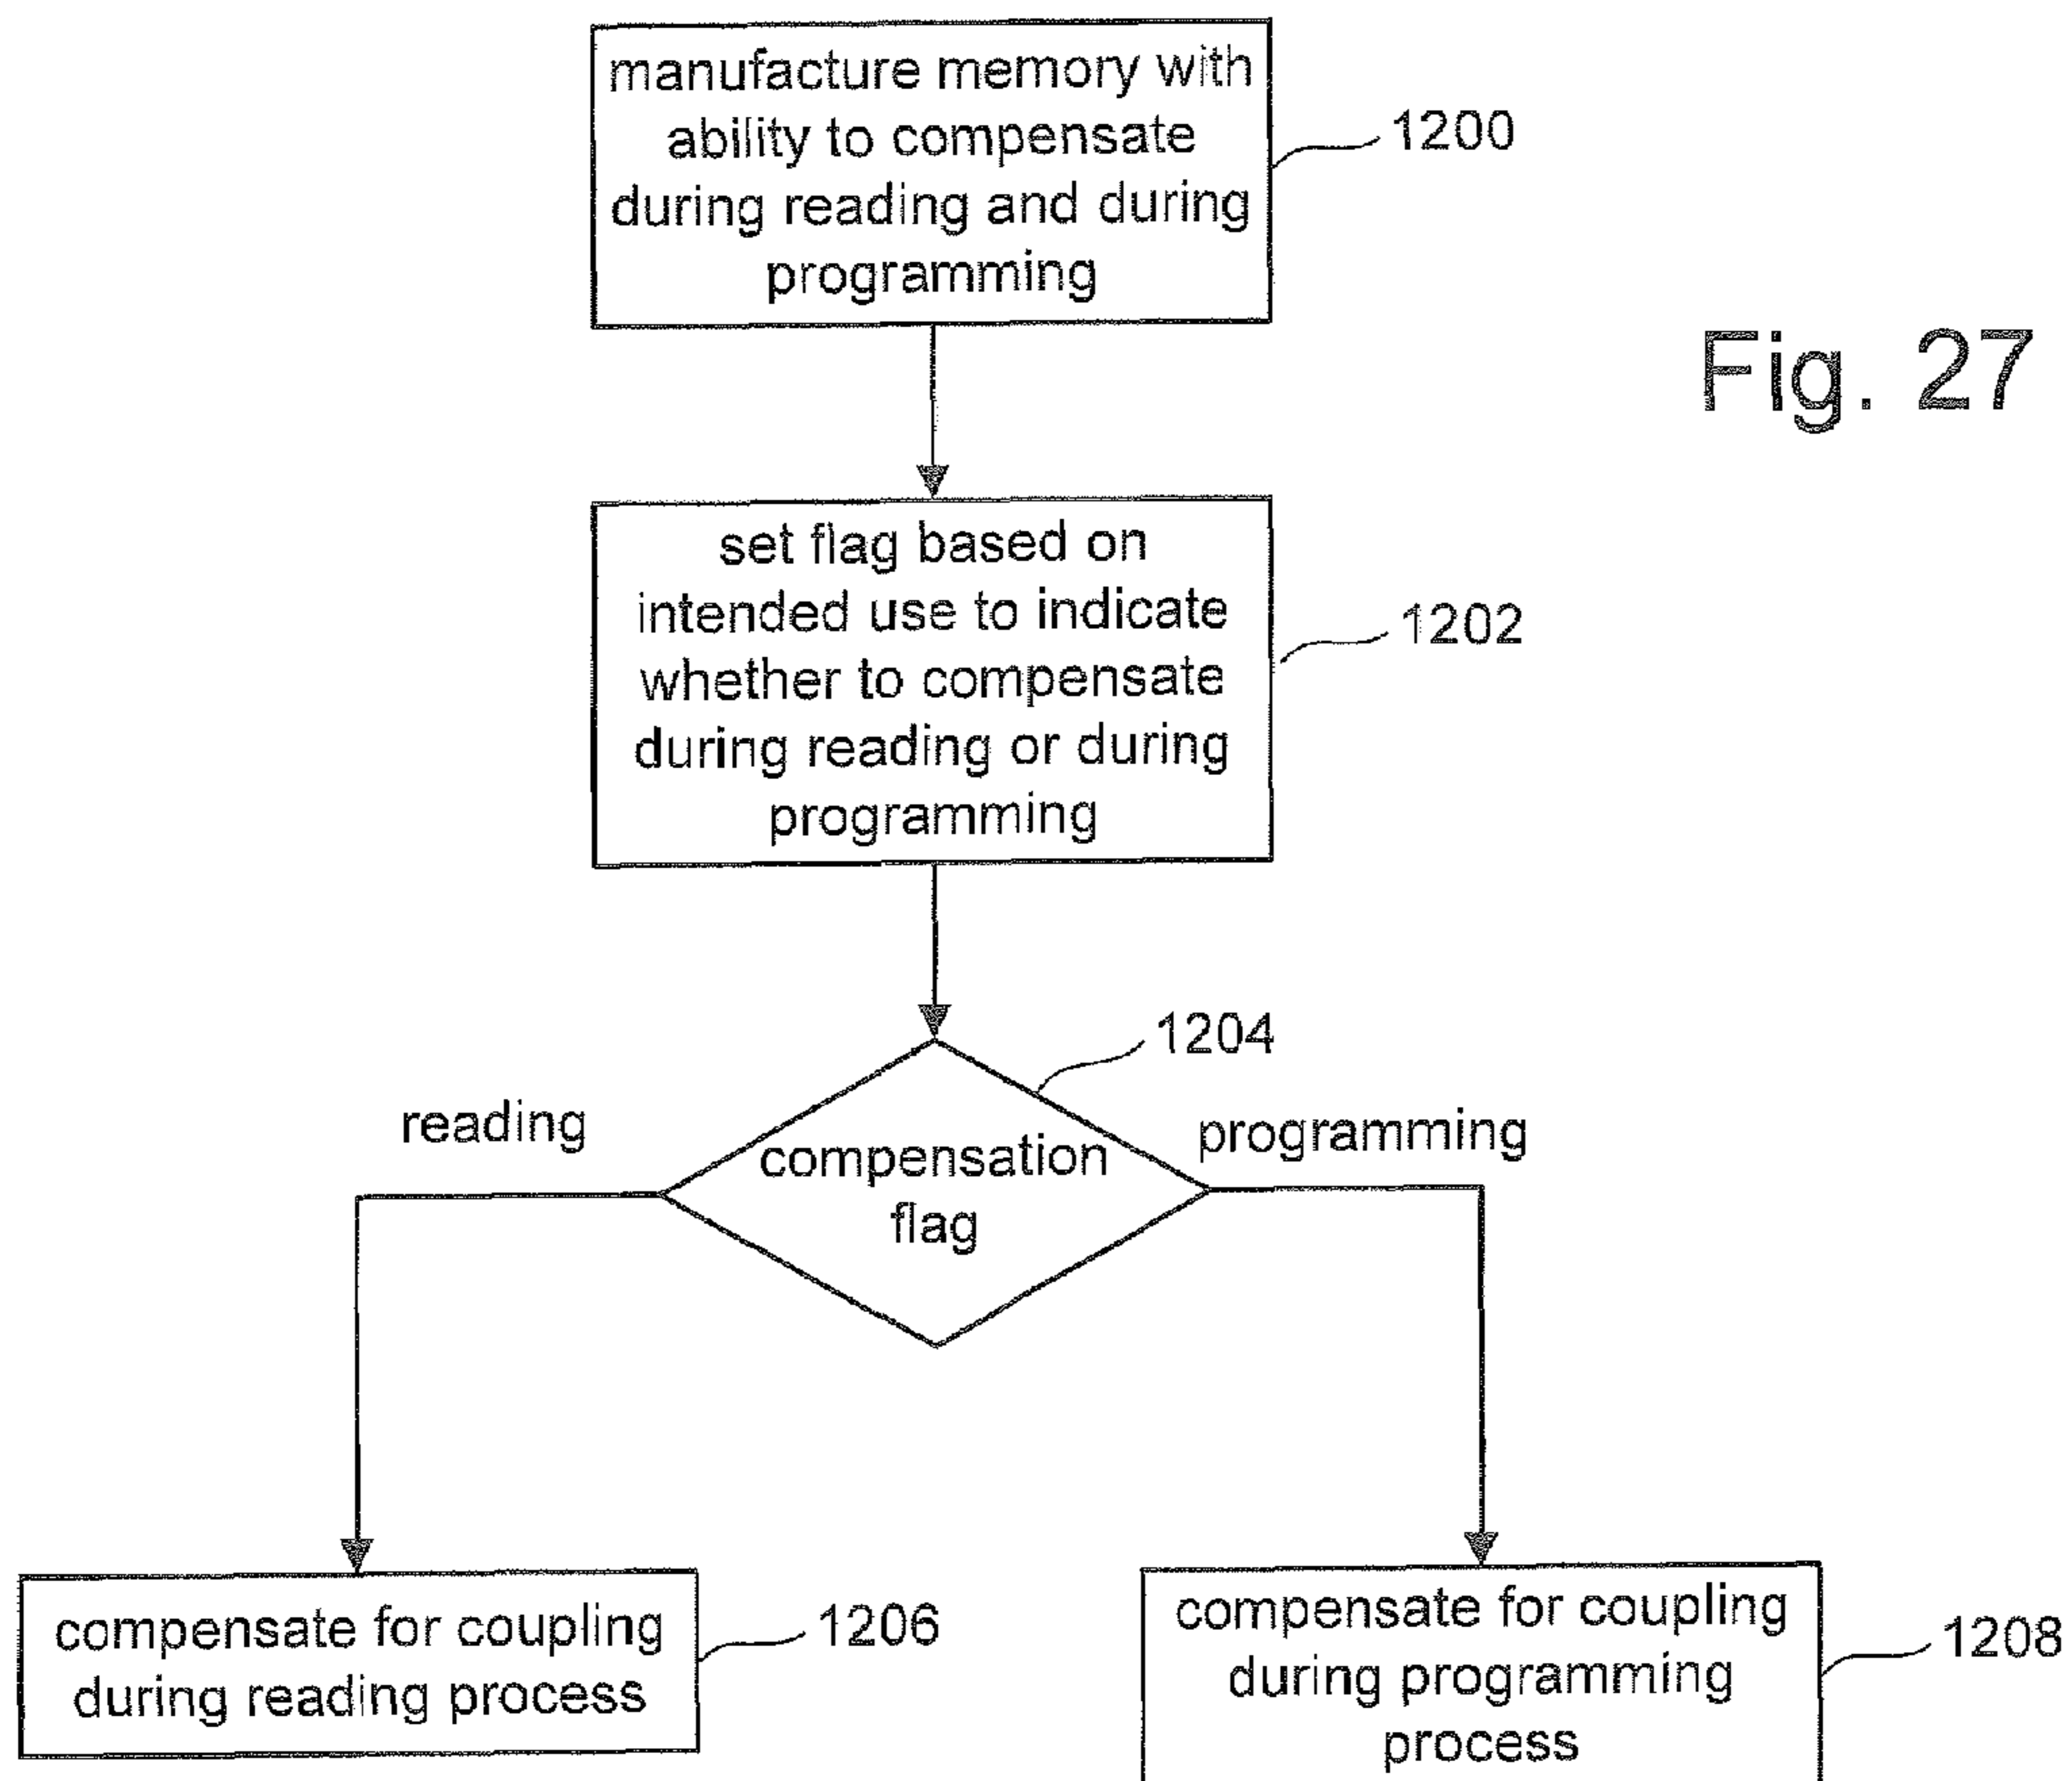 manufacture memory with
ability to compensate
during reading and during
programming
1200
Fig. 27
set flag based on
intended use to indicate
whether to compensate
during reading or during
programming
1202
1204
reading
programming
compensation
flag
compensate for coupling
during reading process
1206
compensate for coupling
during programming
process
1208